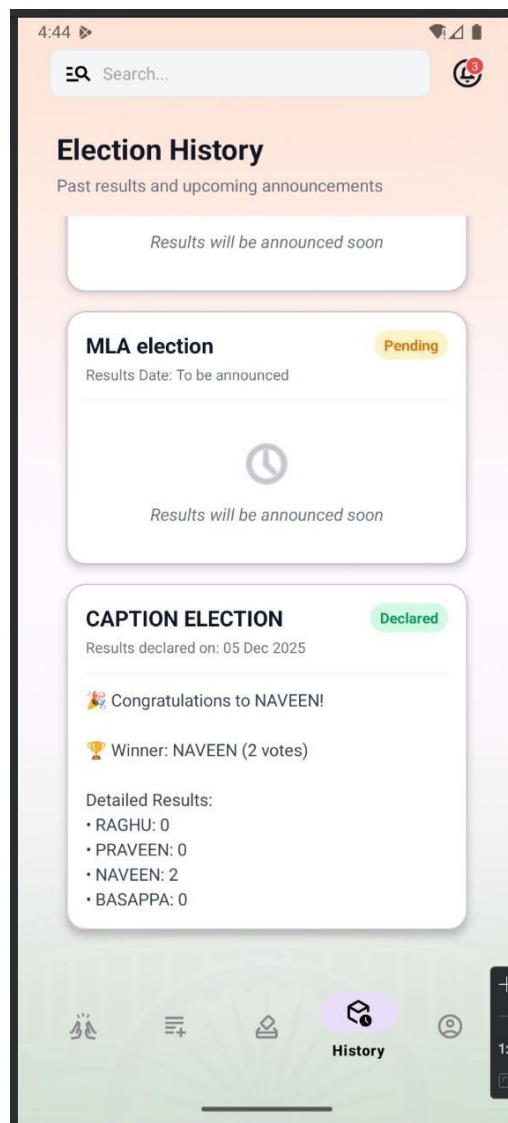 4:44
Search...
3
Election History
Past results and upcoming announcements
Results will be announced soon
MLA election
Pending
Results Date: To be announced
Results will be announced soon
CAPTION ELECTION
Declared
Results declared on: 05 Dec 2025
🎉 Congratulations to NAVEEN!
🏆 Winner: NAVEEN (2 votes)
Detailed Results:
• RAGHU: 0
• PRAVEEN: 0
• NAVEEN: 2
• BASAPPA: 0
History